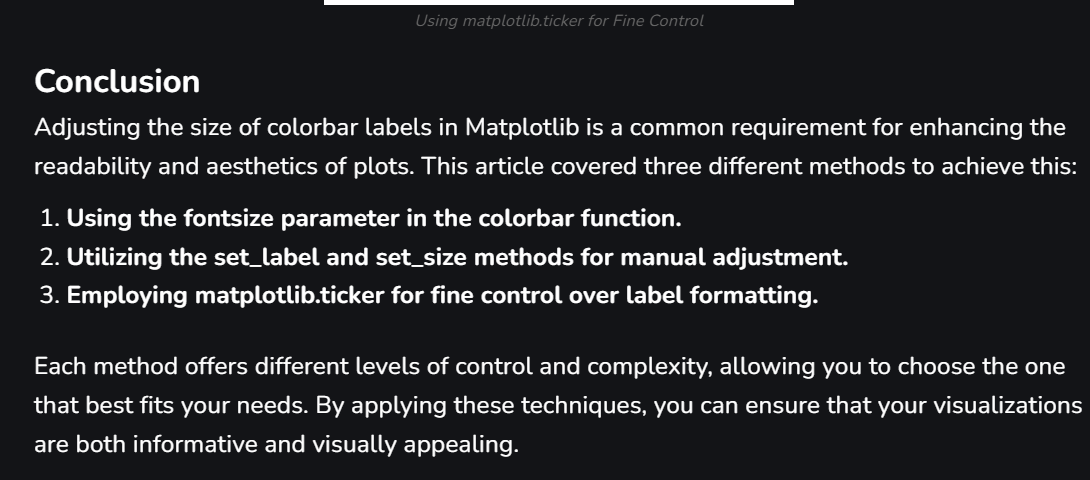 Using matplotlib.ticker for Fine Control
Conclusion
Adjusting the size of colorbar labels in Matplotlib is a common requirement for enhancing the
readability and aesthetics of plots. This article covered three different methods to achieve this:
1. Using the fontsize parameter in the colorbar function.
2. Utilizing the set_label and set_size methods for manual adjustment.
3. Employing matplotlib.ticker for fine control over label formatting.
Each method offers different levels of control and complexity, allowing you to choose the one
that best fits your needs. By applying these techniques, you can ensure that your visualizations
are both informative and visually appealing.